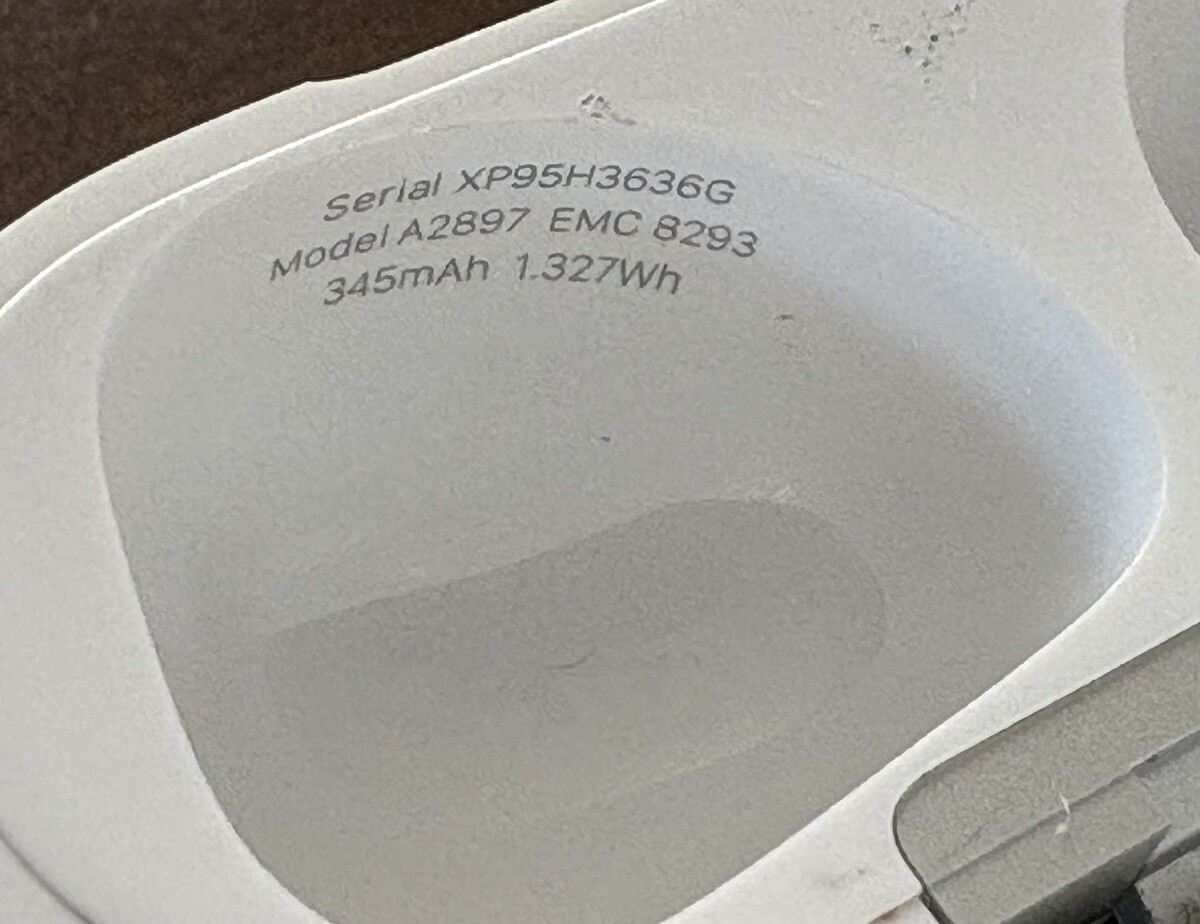 Serial XP95H3636G
Model A2897 EMC 8293
345mAh 1.327Wh